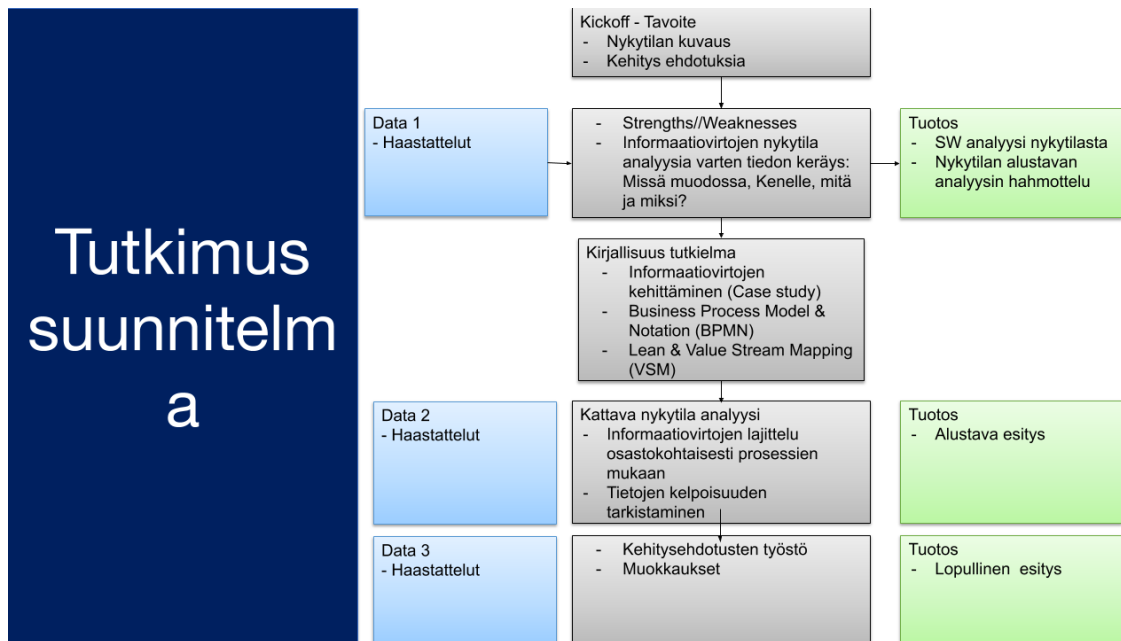 Tutkimus
suunnitelm
a
Kickoff - Tavoite
- Nykytilan kuvaus
- Kehitys ehdotuksia
Data 1
- Haastattelut
- Strengths//Weaknesses
- Informaatiovirtojen nykytila
analyysia varten tiedon keräys:
Missä muodossa, Kenelle, mitä
ja miksi?
Tuotos
- SW analyysi nykytilasta
- Nykytilan alustavan
analyysin hahmottelu
Kirjallisuus tutkielma
- Informaatiovirtojen
kehittäminen (Case study)
- Business Process Model &
Notation (BPMN)
- Lean & Value Stream Mapping
(VSM)
Data 2
- Haastattelut
Kattava nykytila analyysi
- Informaatiovirtojen lajittelu
osastokohtaisesti prosessien
mukaan
- Tietojen kelpoisuuden
tarkistaminen
Tuotos
- Alustava esitys
Data 3
- Haastattelut
- Kehitysehdotusten työstö
- Muokkaukset
Tuotos
- Lopullinen esitys